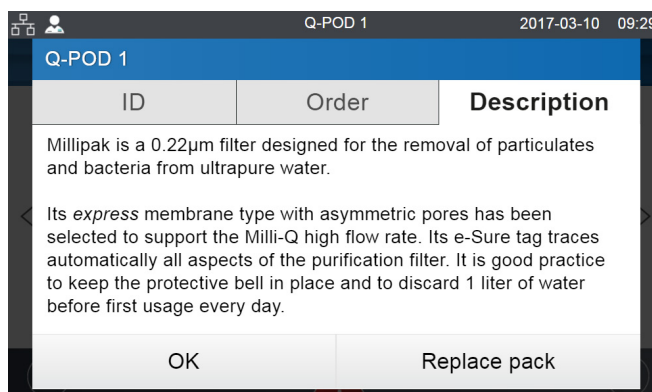 Q-POD 1 2017-03-10 09:29
Q-POD 1
ID Order Description
Millipak is a 0.22µm filter designed for the removal of particulates
and bacteria from ultrapure water.
Its express membrane type with asymmetric pores has been
selected to support the Milli-Q high flow rate. Its e-Sure tag traces
automatically all aspects of the purification filter. It is good practice
to keep the protective bell in place and to discard 1 liter of water
before first usage every day.
OK Replace pack